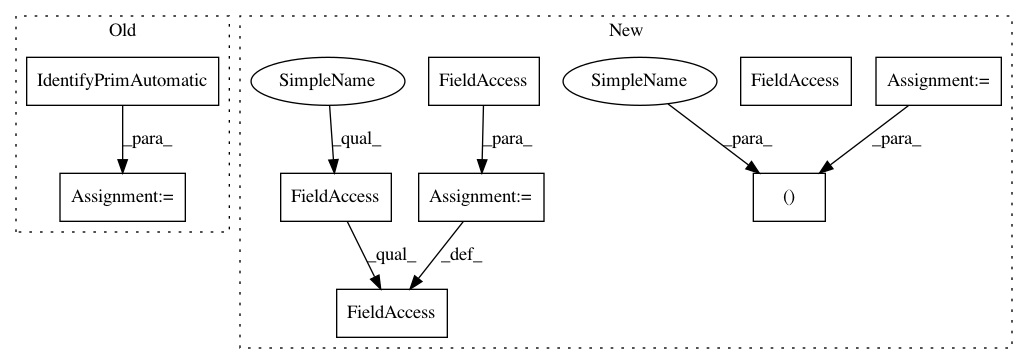 Old
New
IdentifyPrimAutomatic
SimpleName
FieldAccess
SimpleName
FieldAccess
Assignment:=
_para_
_qual_
_para_
_para_
_para_
Assignment:=
FieldAccess
Assignment:=
()
_qual_
_def_
FieldAccess